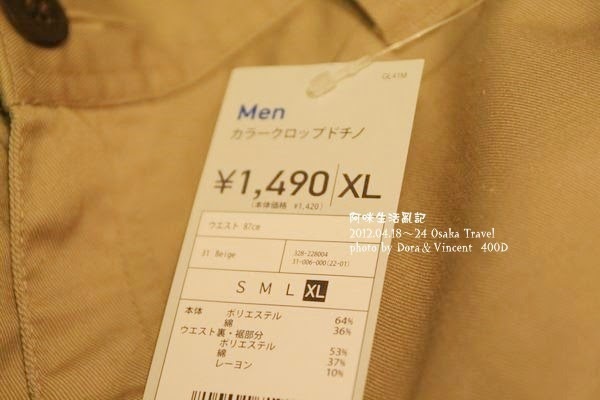 GL41M
Men
カラークロップドチノ
¥1,490 XL
(本体価格 ¥1,420)
ウエスト 87cm
31 Beige
328-228004
31-006-000(22-01)
S M L XL
本体 ポリエステル 64%
綿 36%
ウエスト裏・裾部分
ポリエステル 53%
綿 37%
レーヨン 10%
阿味生活亂記
2012.04.18～24 Osaka Travel
photo by Dora & Vincent 400D